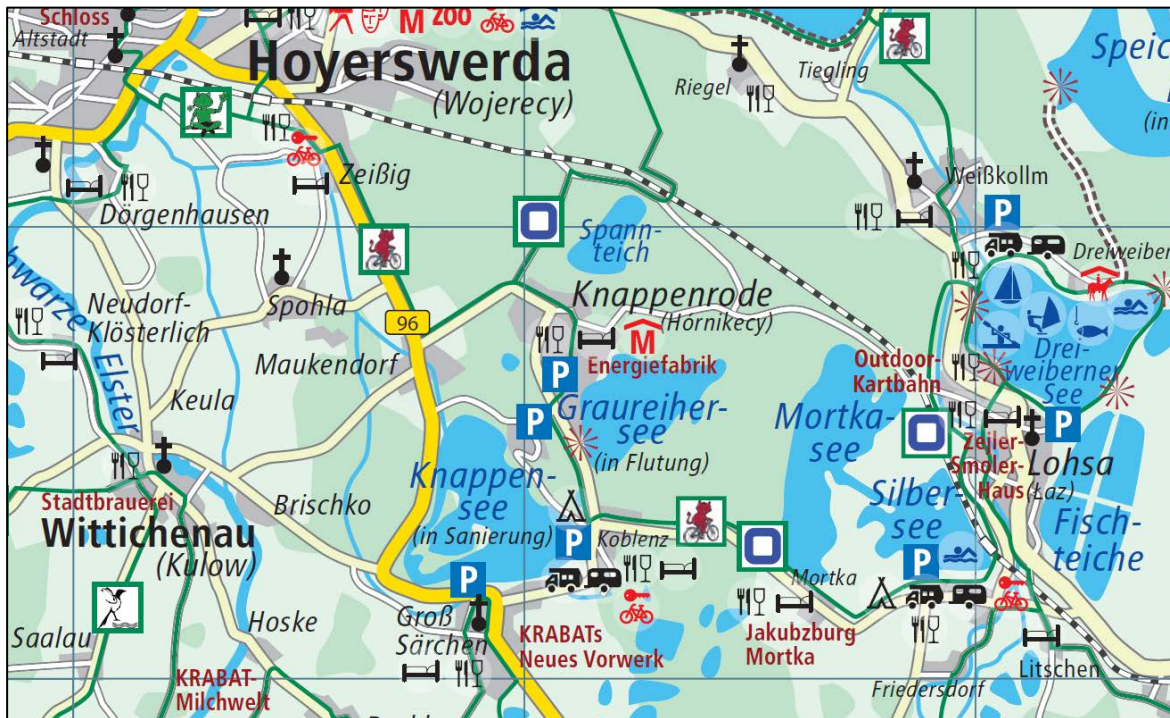 Schloss
Altstadt
M
ZOO
Hoyerswerda
(Wojerecy)
Riegel
Tiegling
Speic
(in
Zeißig
Dörgenhausen
Weißkollm
P
Spann-
teich
Dreiweiber
Schwarze
Elster
Neudorf-
Klösterlich
Spohla
96
Knappenrode
(Hórnikecy)
M
Energiefabrik
Maukendorf
Outdoor-
Kartbahn
Drei-
weiberner
See
P
P
P
Keula
Graureiher-
see
(in Flutung)
Mortka-
see
Zejler-
Smoler-
Haus
Lohsa
(Łaz)
Knappen-
see
(in Sanierung)
Silber-
see
Fisch-
teiche
Stadtbrauerei
Wittichenau
(Kulow)
Brischko
P
Koblenz
P
P
Mortka
Groß
Särchen
Hoske
Saalau
KRABATs
Neues Vorwerk
Jakubzburg
Mortka
Litschen
KRABAT-
Milchwelt
Friedersdorf